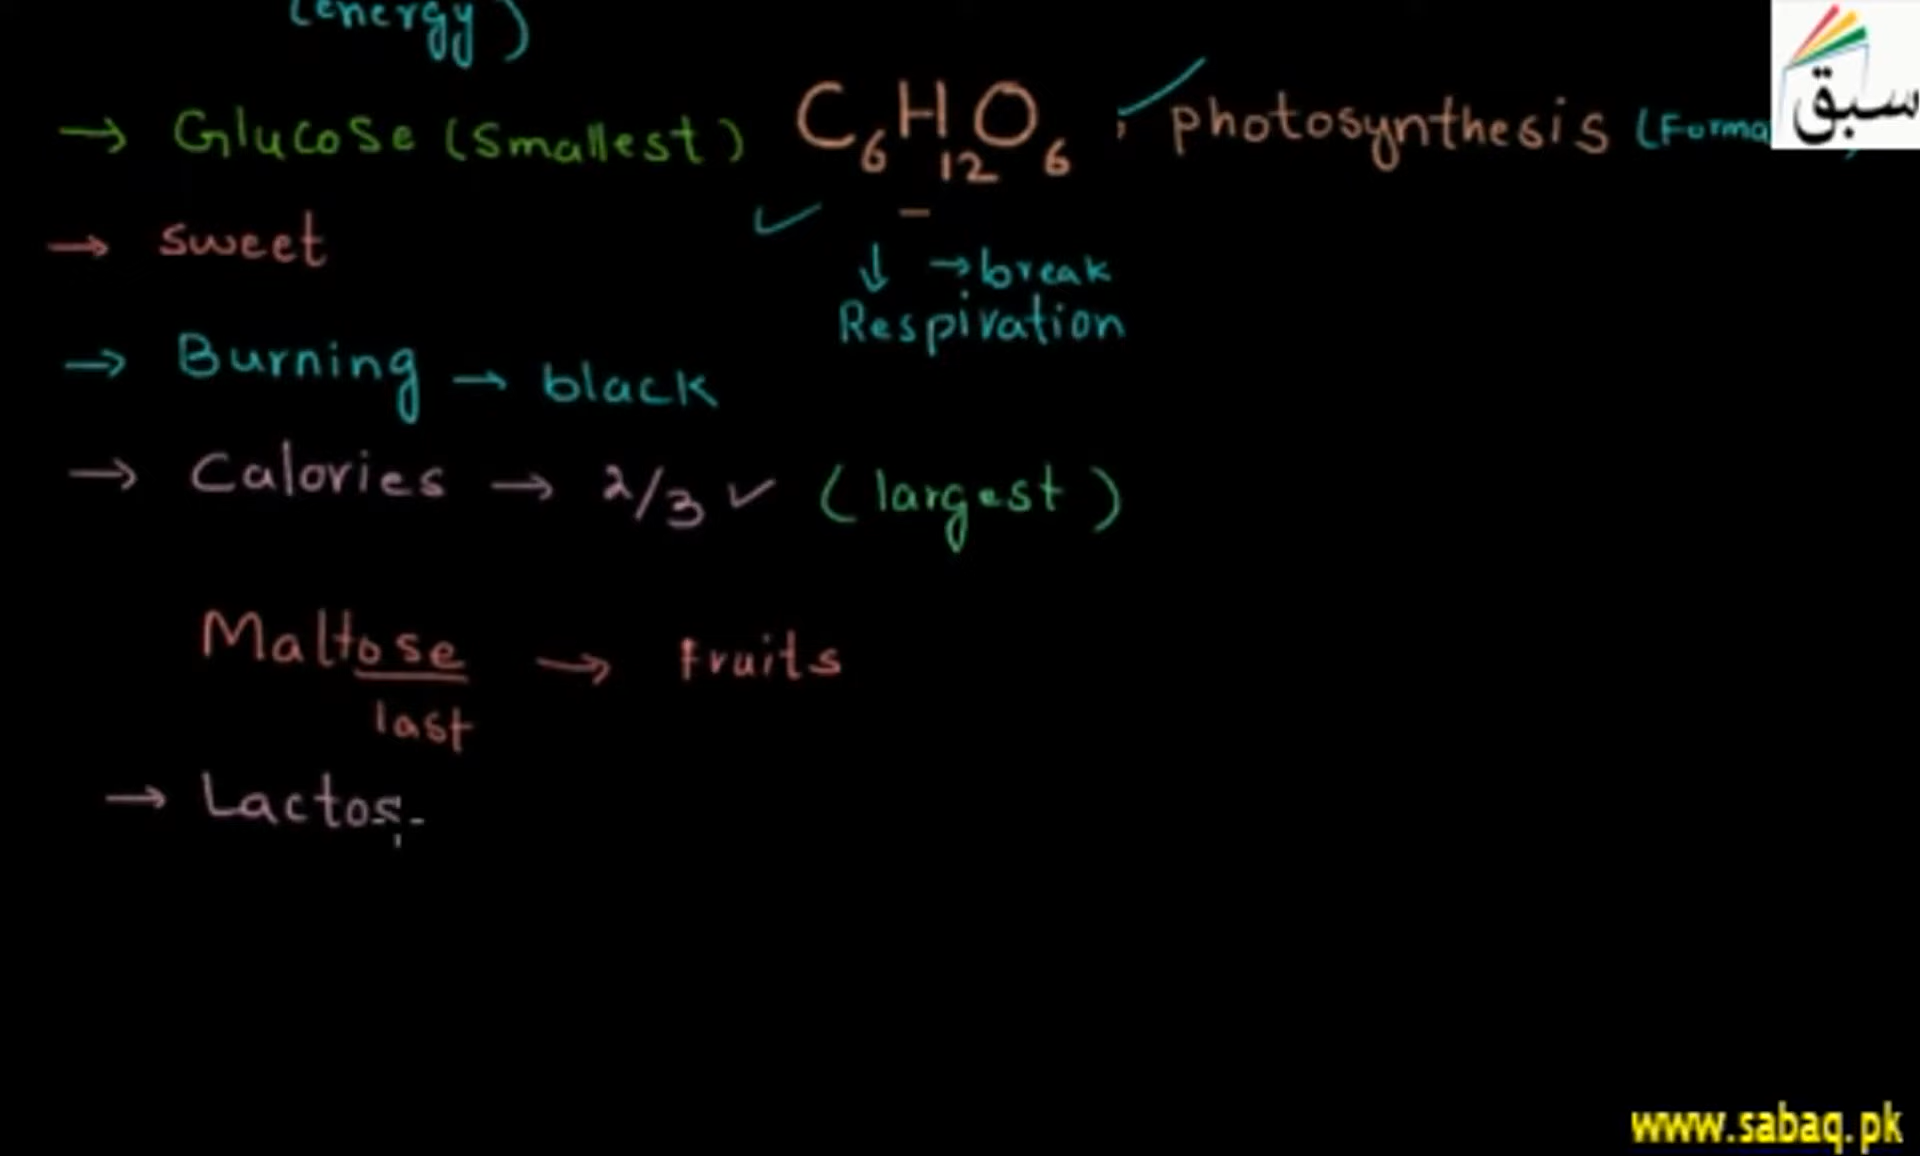 (energy)
→ Glucose (Smallest) C6H12O6 ; photosynthesis (Forma
سبق
→ sweet
→ break
Respiration
→ Burning → black
→ Calories → 2/3 ✓ (largest)
Maltose → Fruits
last
→ Lactos
www.sabaq.pk